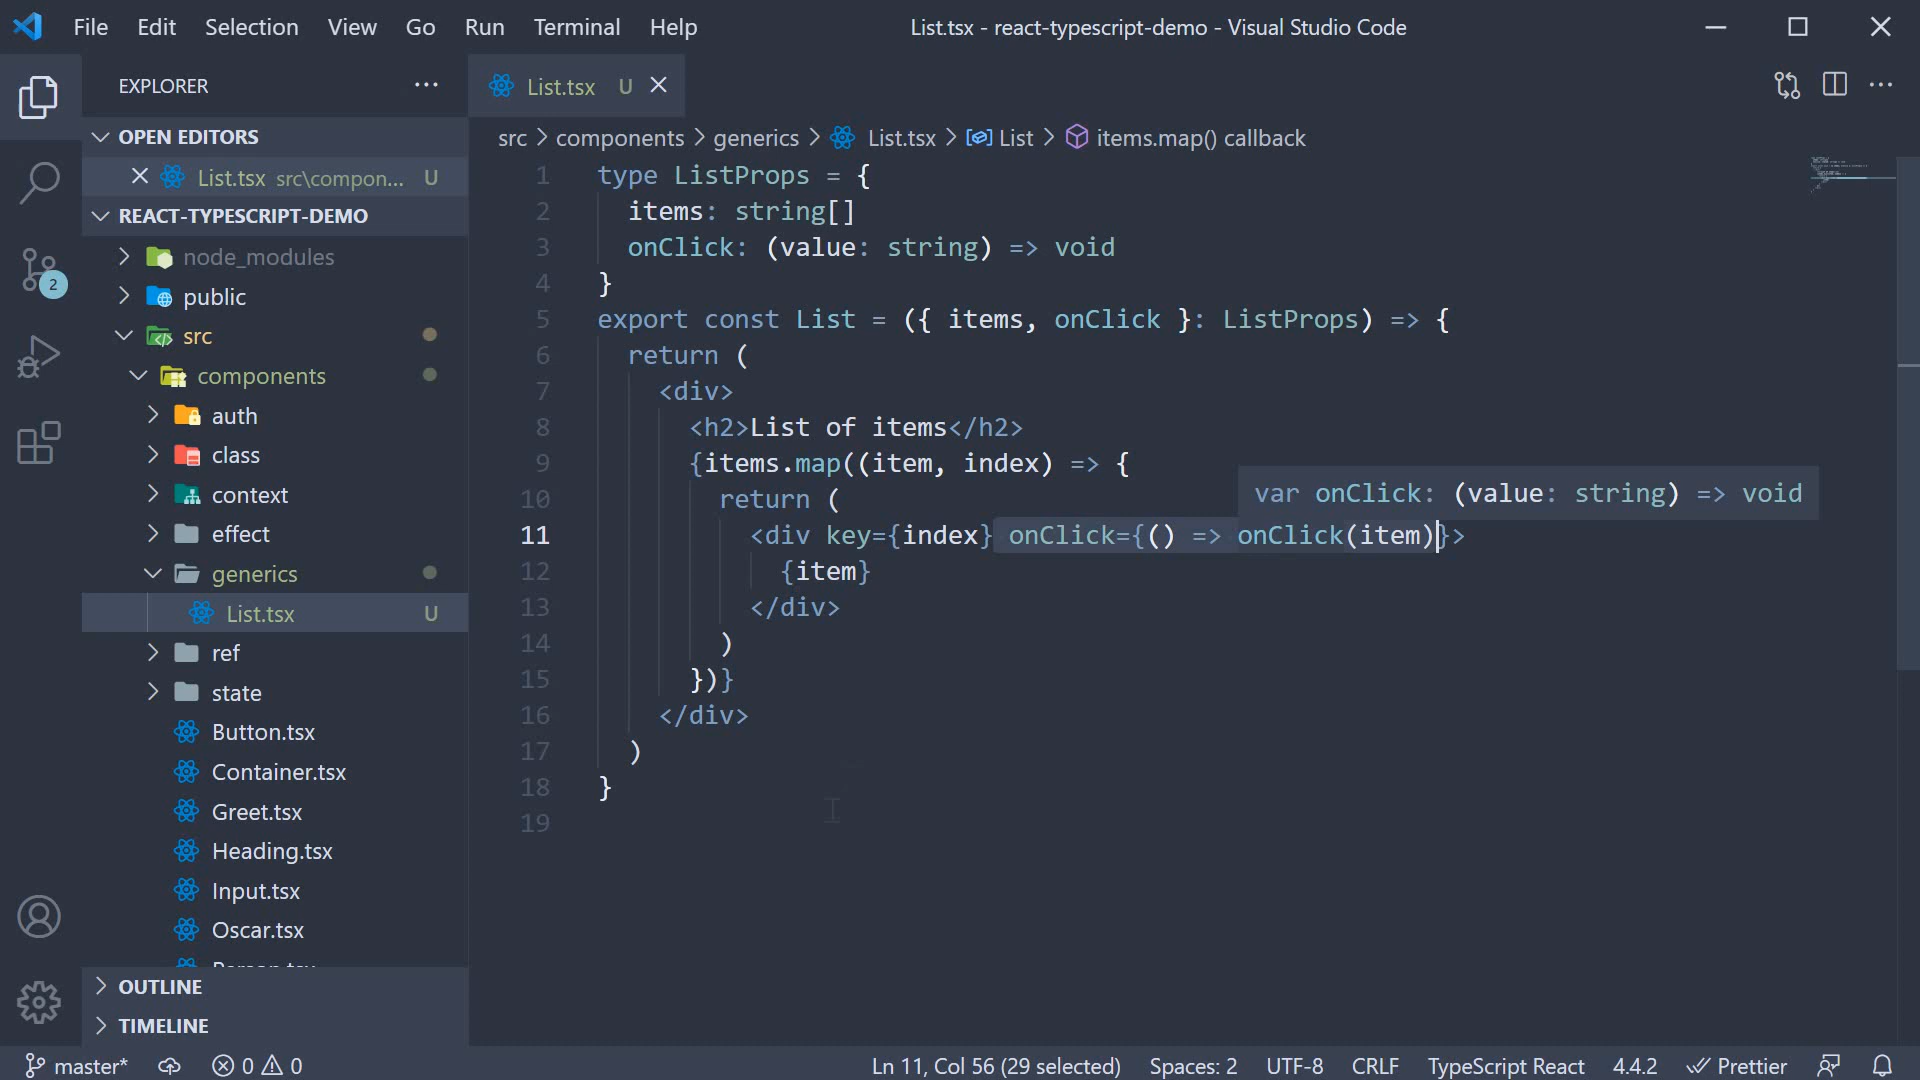 File Edit Selection View Go Run Terminal Help
List.tsx - react-typescript-demo - Visual Studio Code
EXPLORER
OPEN EDITORS
List.tsx src\compon... U
REACT-TYPESCRIPT-DEMO
node_modules
public
src
components
auth
class
context
effect
generics
List.tsx U
ref
state
Button.tsx
Container.tsx
Greet.tsx
Heading.tsx
Input.tsx
Oscar.tsx
OUTLINE
TIMELINE
2
List.tsx U
src > components > generics > List.tsx > List > items.map() callback
1 type ListProps = {
2 items: string[]
3 onClick: (value: string) => void
4 }
5 export const List = ({ items, onClick }: ListProps) => {
6 return (
7 <div>
8 <h2>List of items</h2>
9 {items.map((item, index) => {
10 return (
var onClick: (value: string) => void
11 <div key={index} onClick={() => onClick(item)}>
12 {item}
13 </div>
14 )
15 })}
16 </div>
17 )
18 }
19
master* 0 0
Ln 11, Col 56 (29 selected) Spaces: 2 UTF-8 CRLF TypeScript React 4.4.2 Prettier